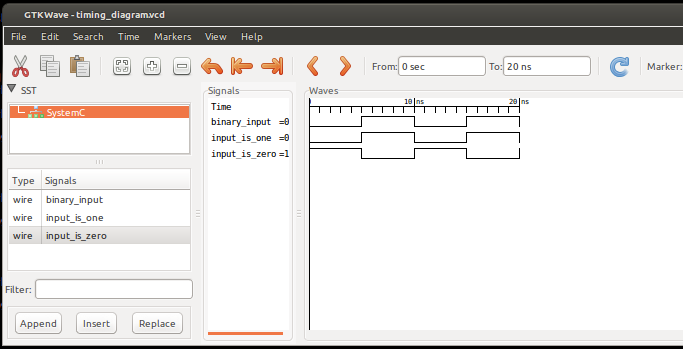 GTKWave - timing_diagram.vcd
File Edit Search Time Markers View Help
From: 0 sec To: 20 ns Marker:
SST
SystemC
Type Signals
wire binary_input
wire input_is_one
wire input_is_zero
Filter:
Append Insert Replace
Signals
Time
binary_input =0
input_is_one =0
input_is_zero =1
Waves
0 10 ns 20 ns